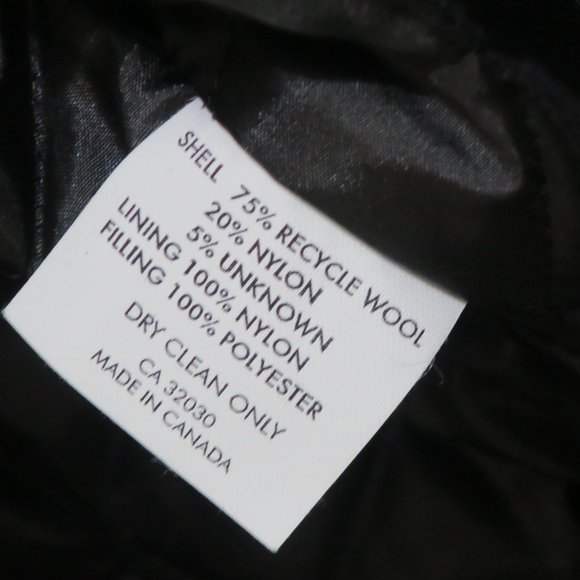 SHELL 75% RECYCLE WOOL
20% NYLON
5% UNKNOWN
LINING 100% NYLON
FILLING 100% POLYESTER
DRY CLEAN ONLY
CA 32030
MADE IN CANADA